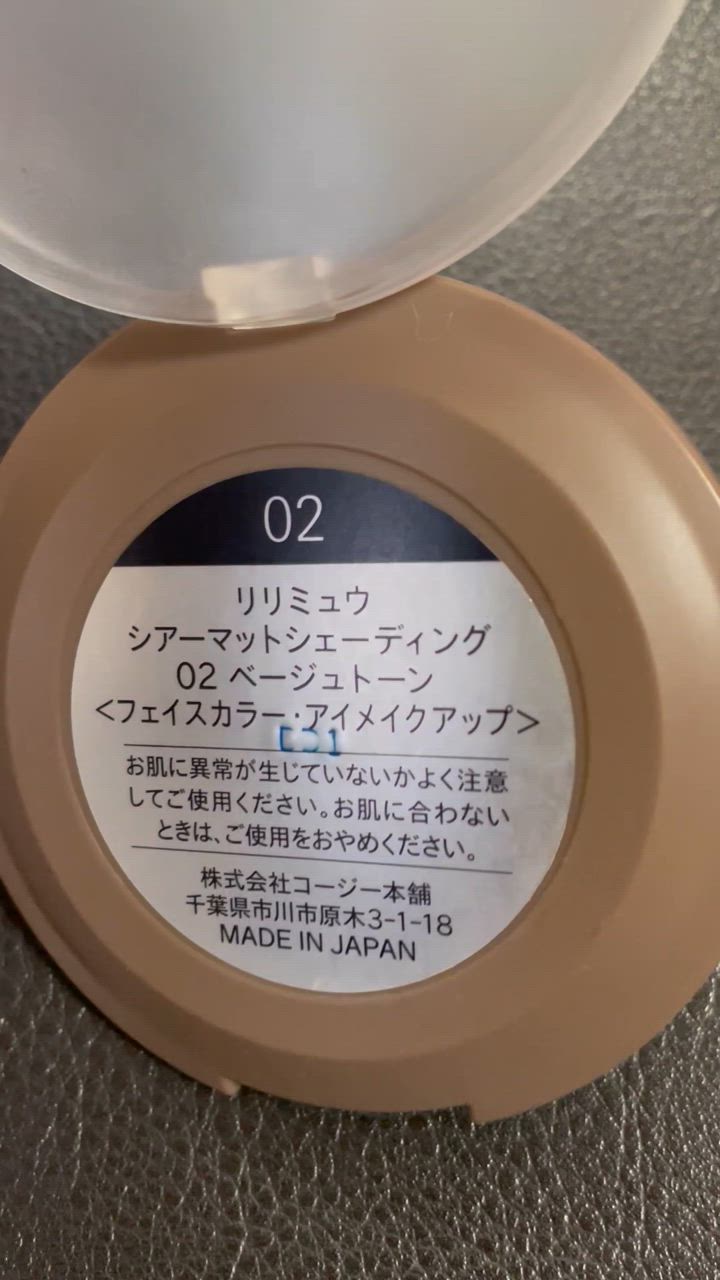 02
リリミュウ
シアーマットシェーディング
02 ベージュトーン
<フェイスカラー・アイメイクアップ>
お肌に異常が生じていないかよく注意
してご使用ください。お肌に合わない
ときは、ご使用をおやめください。
株式会社コージー本舗
千葉県市川市原木3-1-18
MADE IN JAPAN